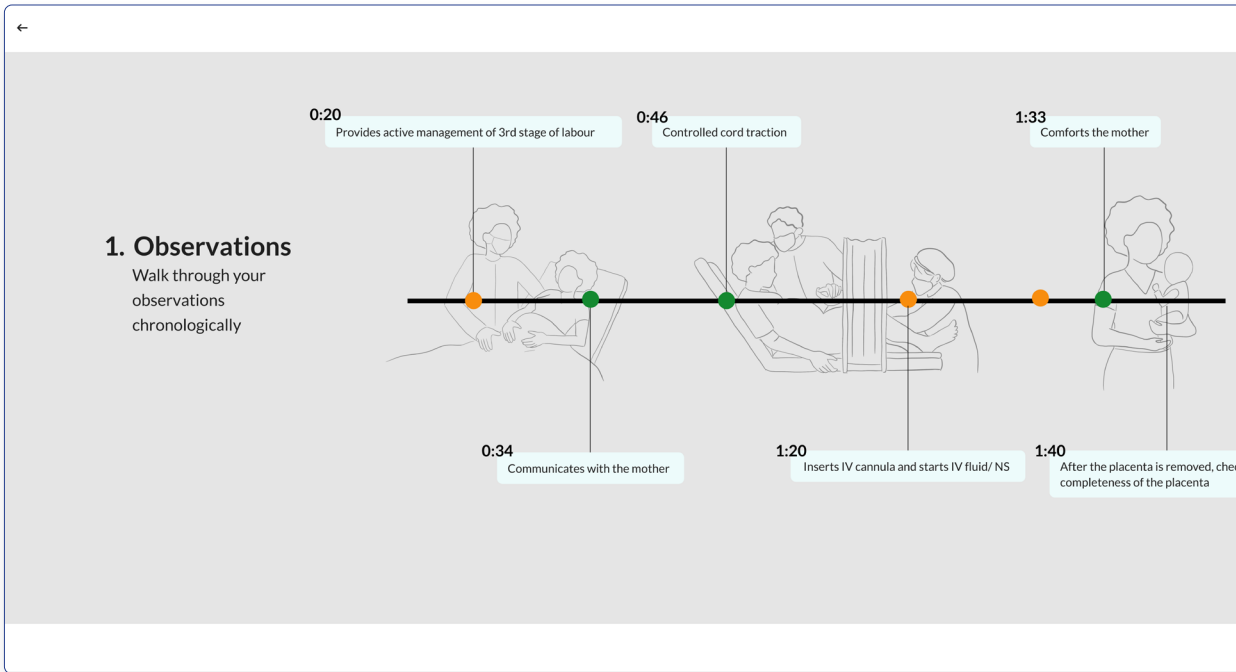 ←
0:20
Provides active management of 3rd stage of labour
0:46
Controlled cord traction
1:33
Comforts the mother
1. Observations
Walk through your
observations
chronologically
0:34
Communicates with the mother
1:20
Inserts IV cannula and starts IV fluid/ NS
1:40
After the placenta is removed,
completeness of the placenta